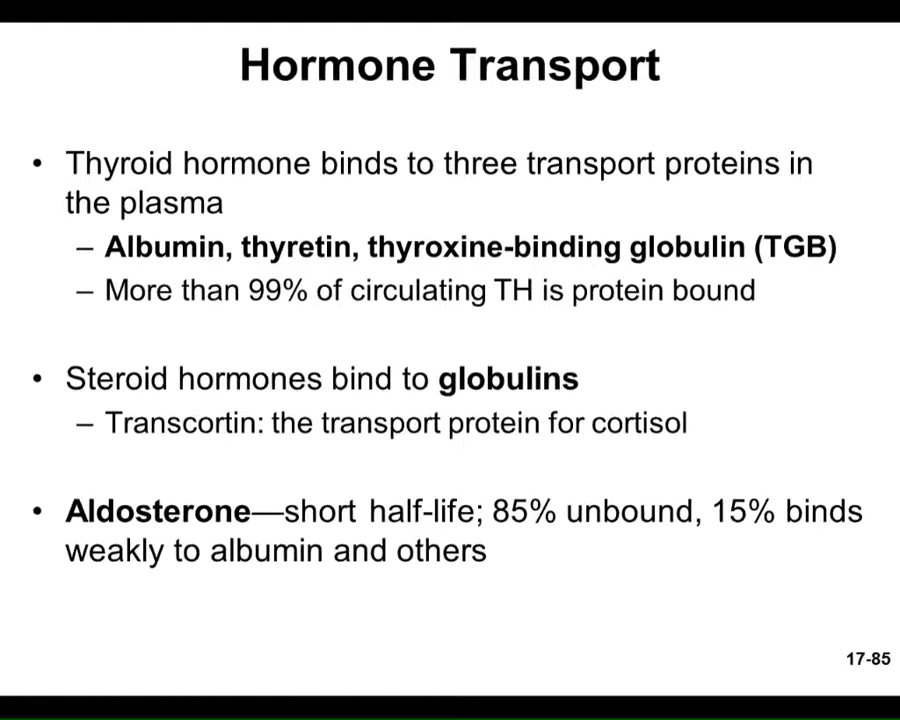 Hormone Transport
• Thyroid hormone binds to three transport proteins in
the plasma
– Albumin, thyretin, thyroxine-binding globulin (TGB)
– More than 99% of circulating TH is protein bound
• Steroid hormones bind to globulins
– Transcortin: the transport protein for cortisol
• Aldosterone—short half-life; 85% unbound, 15% binds
weakly to albumin and others
17-85